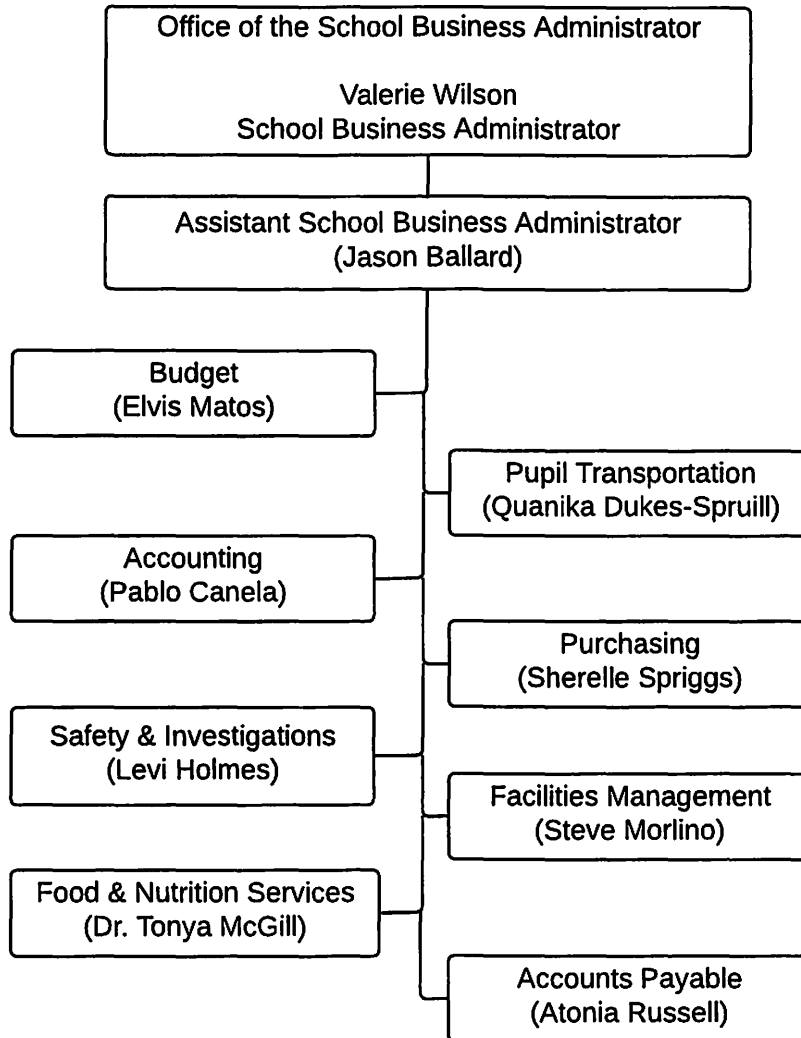 Office of the School Business Administrator
Valerie Wilson
School Business Administrator
Assistant School Business Administrator
(Jason Ballard)
Budget
(Elvis Matos)
Pupil Transportation
(Quanika Dukes-Spruill)
Accounting
(Pablo Canela)
Purchasing
(Sherelle Spriggs)
Safety & Investigations
(Levi Holmes)
Facilities Management
(Steve Morlino)
Food & Nutrition Services
(Dr. Tonya McGill)
Accounts Payable
(Atonia Russell)